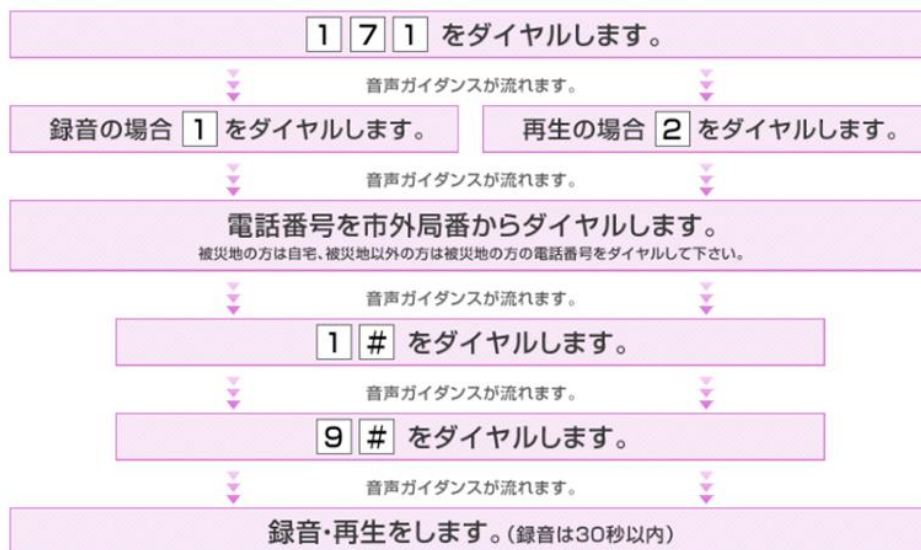 171 をダイヤルします。
音声ガイダンスが流れます。
録音の場合 1 をダイヤルします。
再生の場合 2 をダイヤルします。
音声ガイダンスが流れます。
電話番号を市外局番からダイヤルします。
被災地の方は自宅、被災地以外の方は被災地の方の電話番号をダイヤルして下さい。
音声ガイダンスが流れます。
1# をダイヤルします。
音声ガイダンスが流れます。
9# をダイヤルします。
音声ガイダンスが流れます。
録音・再生をします。(録音は30秒以内)